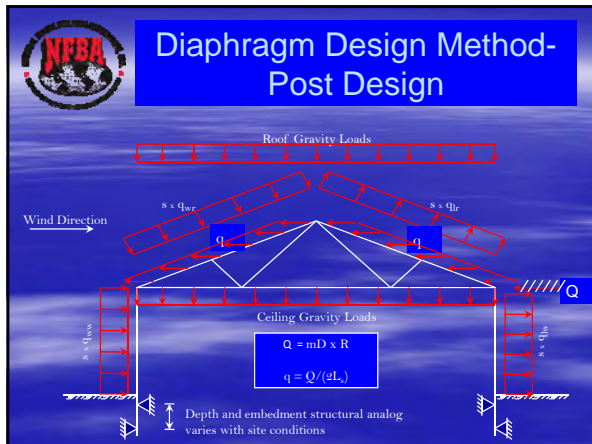 NFBA
Diaphragm Design Method-
Post Design
Roof Gravity Loads
s x q_wr
s x q_lr
Wind Direction
q
q
Q
Ceiling Gravity Loads
s x q_ww
s x q_lw
Q = mD x R
q = Q/(2L_s)
Depth and embedment structural analog
varies with site conditions